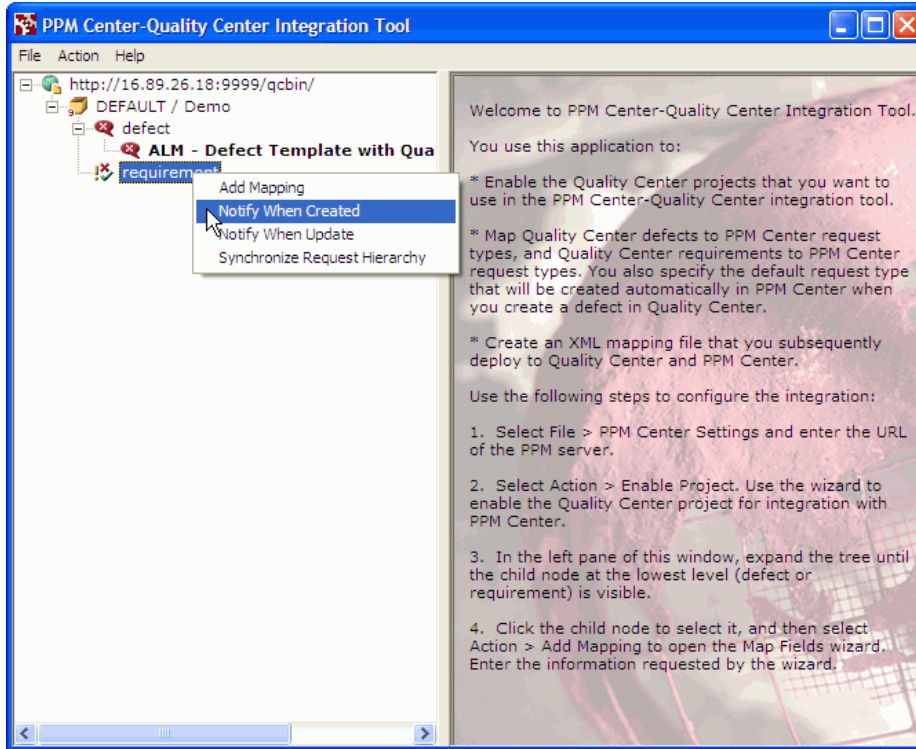 PPM Center-Quality Center Integration Tool
File Action Help
http://16.89.26.18:9999/qcbin/
DEFAULT / Demo
defect
ALM - Defect Template with Qua
requirement
Add Mapping
Notify When Created
Notify When Update
Synchronize Request Hierarchy
Welcome to PPM Center-Quality Center Integration Tool.
You use this application to:
* Enable the Quality Center projects that you want to
use in the PPM Center-Quality Center integration tool.
* Map Quality Center defects to PPM Center request
types, and Quality Center requirements to PPM Center
request types. You also specify the default request type
that will be created automatically in PPM Center when
you create a defect in Quality Center.
* Create an XML mapping file that you subsequently
deploy to Quality Center and PPM Center.
Use the following steps to configure the integration:
1. Select File > PPM Center Settings and enter the URL
of the PPM server.
2. Select Action > Enable Project. Use the wizard to
enable the Quality Center project for integration with
PPM Center.
3. In the left pane of this window, expand the tree until
the child node at the lowest level (defect or
requirement) is visible.
4. Click the child node to select it, and then select
Action > Add Mapping to open the Map Fields wizard.
Enter the information requested by the wizard.